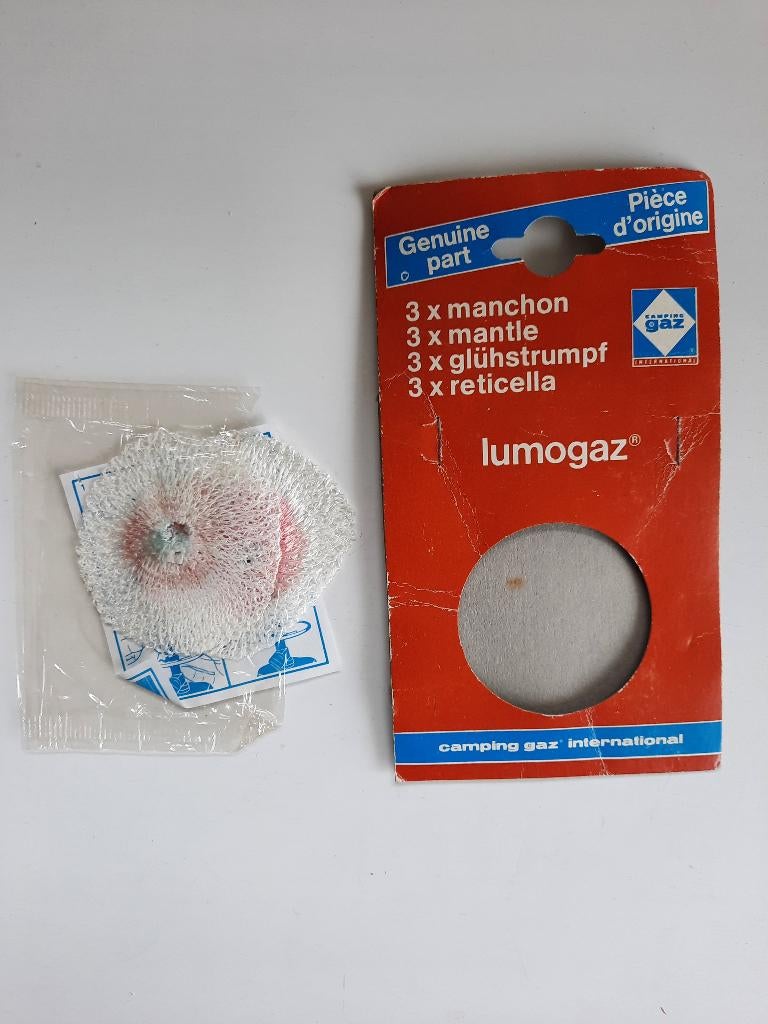 Genuine
part
Pièce
d'origine
3 x manchon
3 x mantle
3 x glühstrumpf
3 x reticella
CAMPING
gaz
INTERNATIONAL
lumogaz®
camping gaz® international